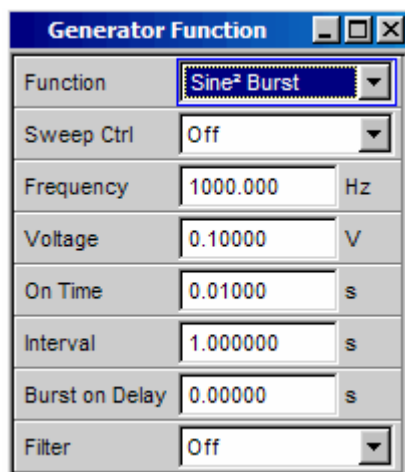 Generator Function
Function Sine² Burst
Sweep Ctrl Off
Frequency 1000.000 Hz
Voltage 0.10000 V
On Time 0.01000 s
Interval 1.000000 s
Burst on Delay 0.00000 s
Filter Off